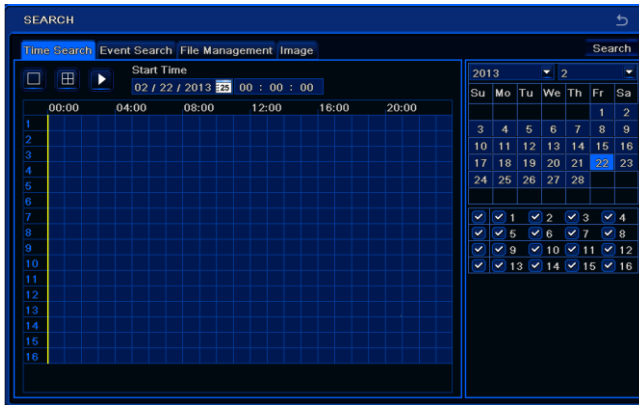 SEARCH
Time Search Event Search File Management Image
Search
Start Time
02 / 22 / 2013 25 00 : 00 : 00
00:00 04:00 08:00 12:00 16:00 20:00
1
2
3
4
5
6
7
8
9
10
11
12
13
14
15
16
2013 2
Su Mo Tu We Th Fr Sa
1 2
3 4 5 6 7 8 9
10 11 12 13 14 15 16
17 18 19 20 21 22 23
24 25 26 27 28
1 2 3 4
5 6 7 8
9 10 11 12
13 14 15 16